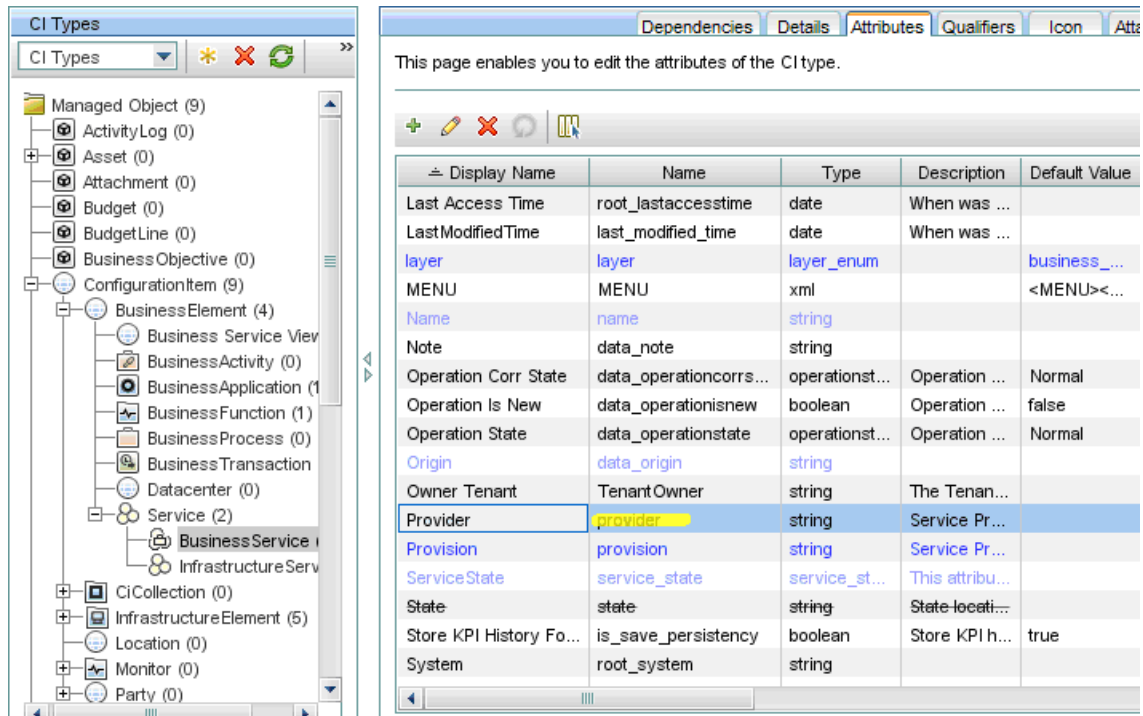 CI Types
CI Types
»
Managed Object (9)
ActivityLog (0)
Asset (0)
Attachment (0)
Budget (0)
BudgetLine (0)
BusinessObjective (0)
ConfigurationItem (9)
BusinessElement (4)
Business Service View
BusinessActivity (0)
BusinessApplication (1
BusinessFunction (1)
BusinessProcess (0)
BusinessTransaction
Datacenter (0)
Service (2)
BusinessService (
InfrastructureServ
CiCollection (0)
InfrastructureElement (5)
Location (0)
Monitor (0)
Party (0)
Dependencies Details Attributes Qualifiers Icon Atta
This page enables you to edit the attributes of the CI type.
Display Name Name Type Description Default Value
Last Access Time root_lastaccesstime date When was ...
LastModifiedTime last_modified_time date When was ...
layer layer layer_enum business_...
MENU MENU xml <MENU><...
Name name string
Note data_note string
Operation Corr State data_operationcorrs... operationst... Operation ... Normal
Operation Is New data_operationisnew boolean Operation ... false
Operation State data_operationstate operationst... Operation ... Normal
Origin data_origin string
Owner Tenant TenantOwner string The Tenan...
Provider provider string Service Pr...
Provision provision string Service Pr...
ServiceState service_state service_st... This attribu...
State state string State locati...
Store KPI History Fo... is_save_persistency boolean Store KPI h... true
System root_system string